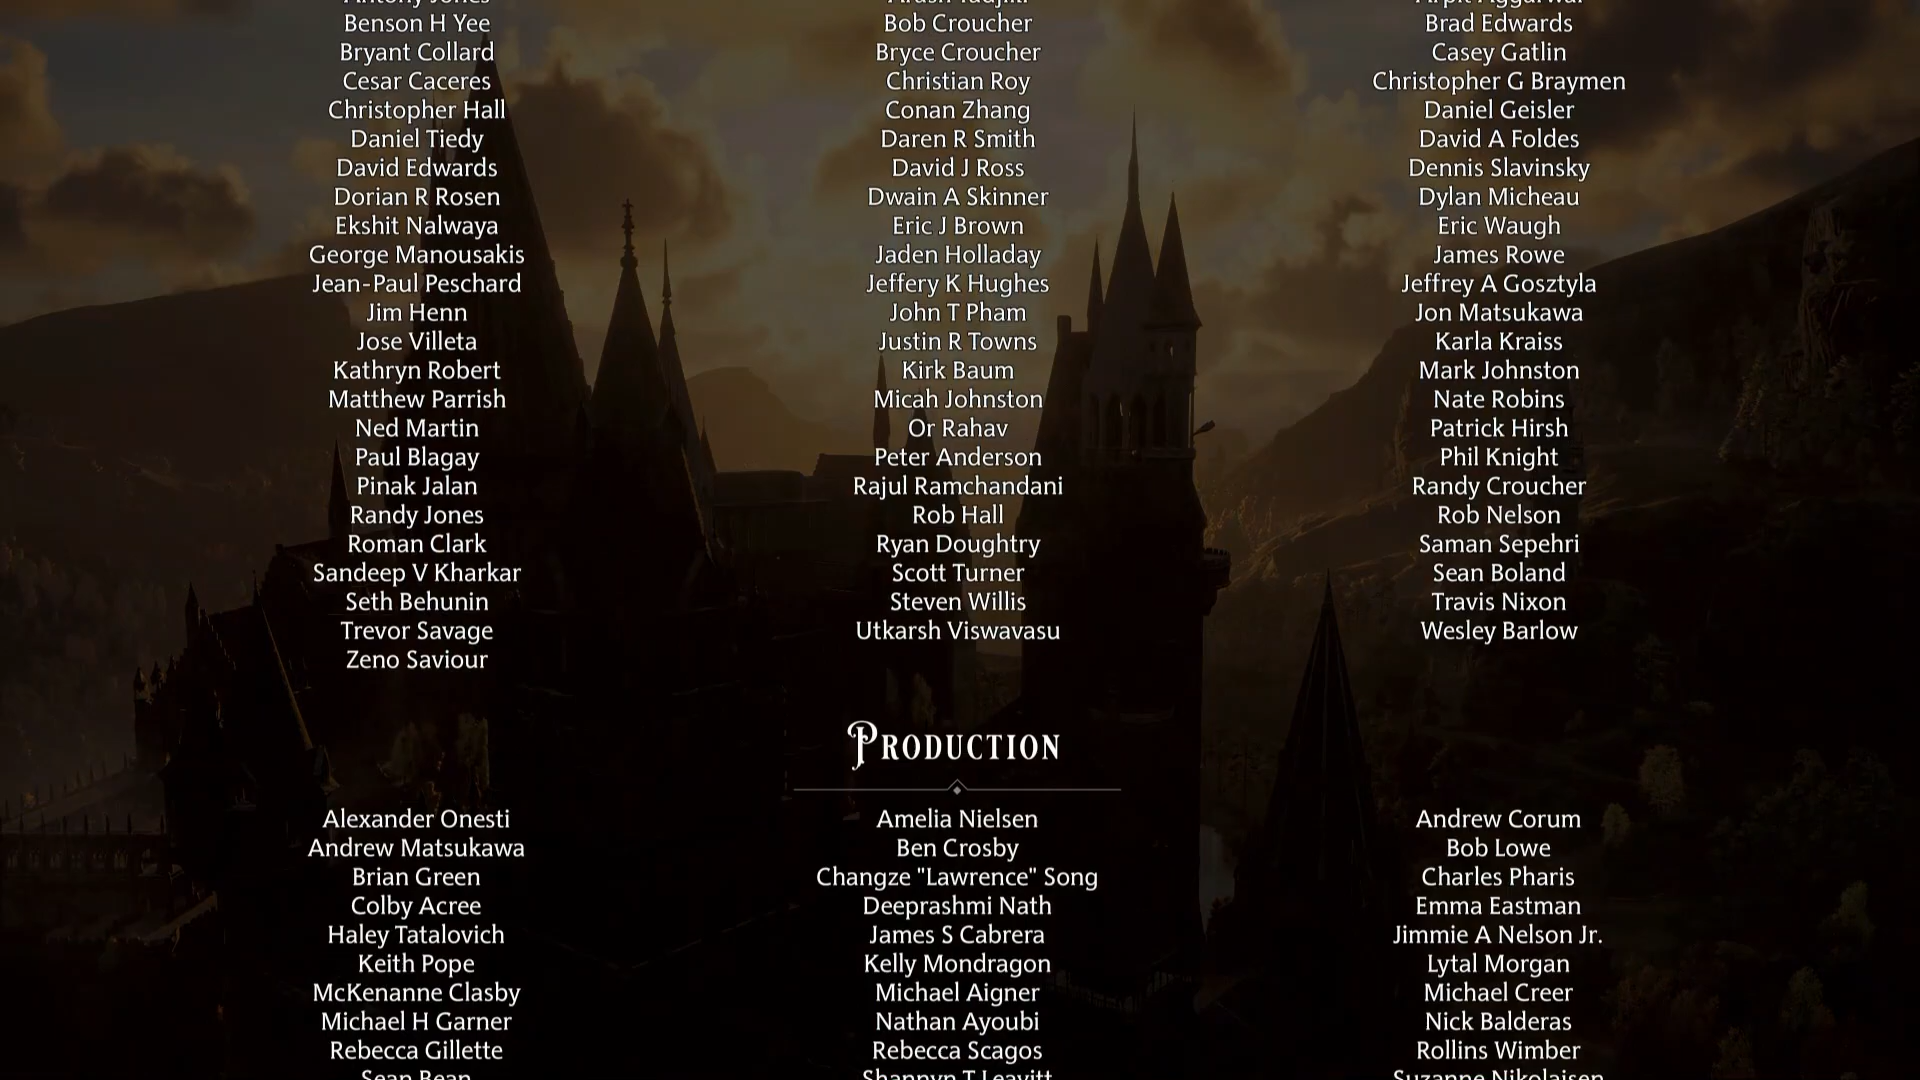 Antony Jones
Benson H Yee
Bryant Collard
Cesar Caceres
Christopher Hall
Daniel Tiedy
David Edwards
Dorian R Rosen
Ekshit Nalwaya
George Manousakis
Jean-Paul Peschard
Jim Henn
Jose Villeta
Kathryn Robert
Matthew Parrish
Ned Martin
Paul Blagay
Pinak Jalan
Randy Jones
Roman Clark
Sandeep V Kharkar
Seth Behunin
Trevor Savage
Zeno Saviour
Bob Croucher
Bryce Croucher
Christian Roy
Conan Zhang
Daren R Smith
David J Ross
Dwain A Skinner
Eric J Brown
Jaden Holladay
Jeffery K Hughes
John T Pham
Justin R Towns
Kirk Baum
Micah Johnston
Or Rahav
Peter Anderson
Rajul Ramchandani
Rob Hall
Ryan Doughtry
Scott Turner
Steven Willis
Utkarsh Viswavasu
Arpit Aggarwal
Brad Edwards
Casey Gatlin
Christopher G Braymen
Daniel Geisler
David A Foldes
Dennis Slavinsky
Dylan Micheau
Eric Waugh
James Rowe
Jeffrey A Gosztyla
Jon Matsukawa
Karla Kraiss
Mark Johnston
Nate Robins
Patrick Hirsh
Phil Knight
Randy Croucher
Rob Nelson
Saman Sepehri
Sean Boland
Travis Nixon
Wesley Barlow
PRODUCTION
Alexander Onesti
Andrew Matsukawa
Brian Green
Colby Acree
Haley Tatalovich
Keith Pope
McKenanne Clasby
Michael H Garner
Rebecca Gillette
Sean Bean
Amelia Nielsen
Ben Crosby
Changze "Lawrence" Song
Deeprashmi Nath
James S Cabrera
Kelly Mondragon
Michael Aigner
Nathan Ayoubi
Rebecca Scagos
Shannyn T Leavitt
Andrew Corum
Bob Lowe
Charles Pharis
Emma Eastman
Jimmie A Nelson Jr.
Lytal Morgan
Michael Creer
Nick Balderas
Rollins Wimber
Suzanne Nikolaisen